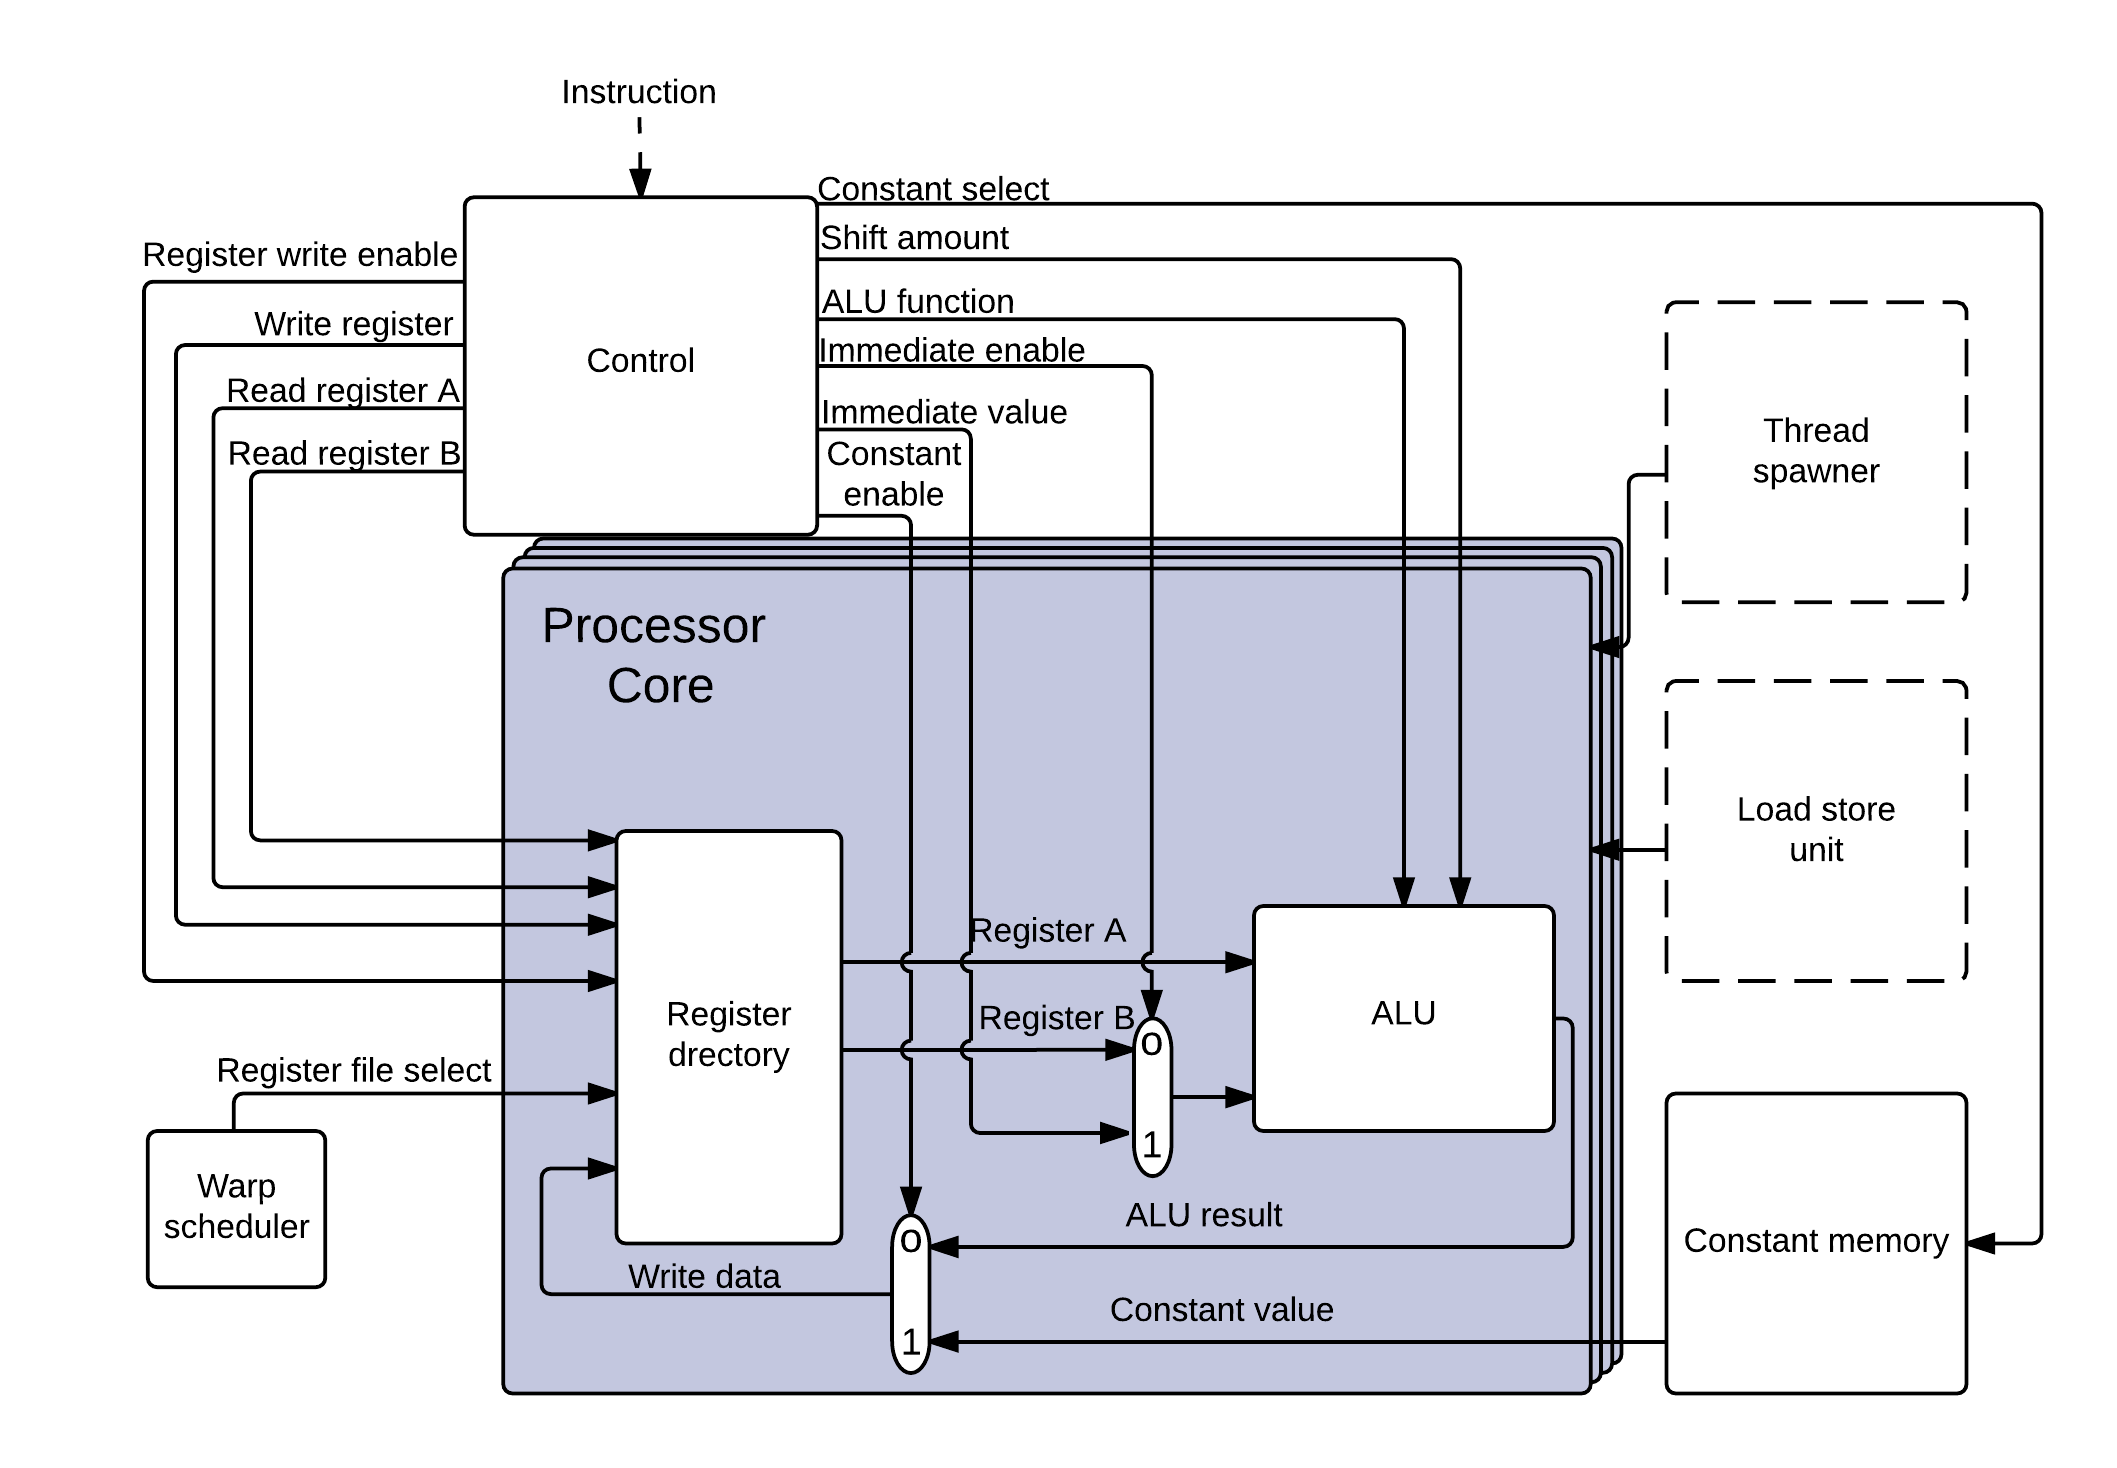 Instruction
Constant select
Shift amount
Register write enable
ALU function
Write register
Immediate enable
Control
Read register A
Immediate value
Read register B
Constant
enable
Thread
spawner
Processor
Core
Load store
unit
Register A
Register B
Register
drectory
ALU
0
1
Register file select
Warp
scheduler
ALU result
0
1
Constant memory
Write data
Constant value